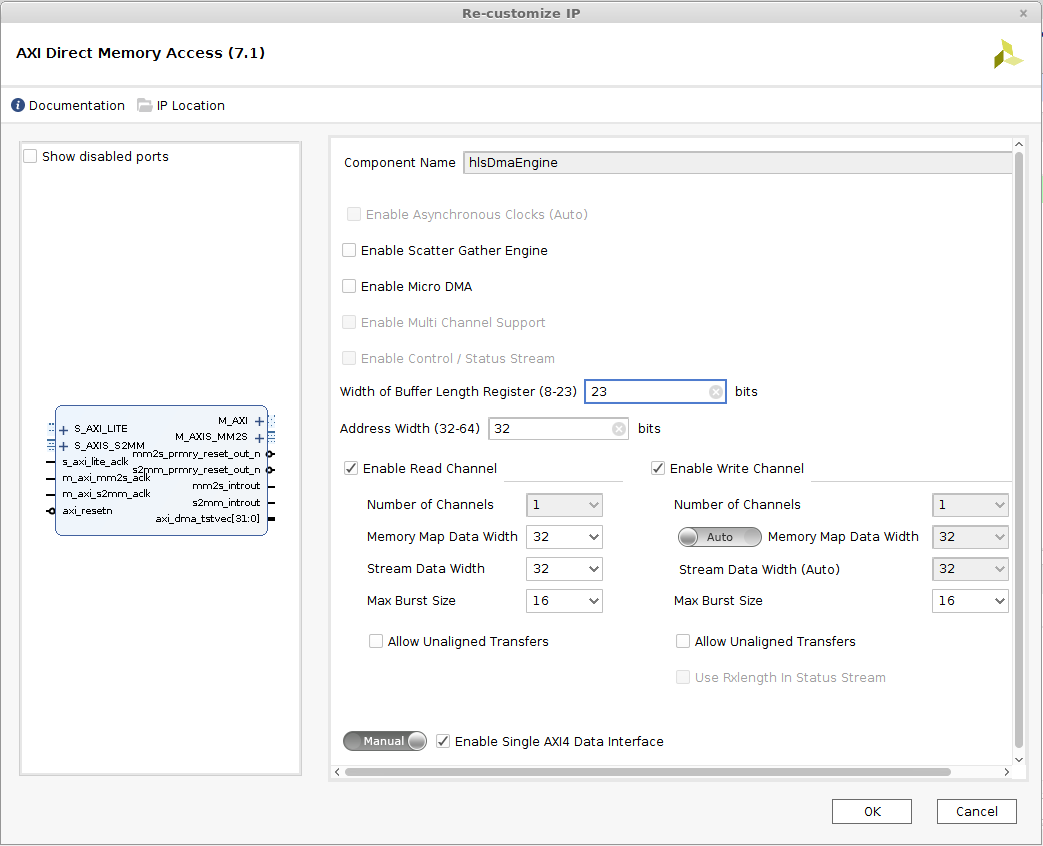 Re-customize IP
AXI Direct Memory Access (7.1)
Documentation IP Location
Show disabled ports
S_AXI_LITE
S_AXIS_S2MM
s_axi_lite_aclk
m_axi_mm2s_aclk
m_axi_s2mm_aclk
axi_resetn
M_AXI
M_AXIS_MM2S
mm2s_prmry_reset_out_n
s2mm_prmry_reset_out_n
mm2s_introut
s2mm_introut
axi_dma_tstvec[31:0]
Component Name hlsDmaEngine
Enable Asynchronous Clocks (Auto)
Enable Scatter Gather Engine
Enable Micro DMA
Enable Multi Channel Support
Enable Control / Status Stream
Width of Buffer Length Register (8-23) 23 bits
Address Width (32-64) 32 bits
Enable Read Channel
Number of Channels 1
Memory Map Data Width 32
Stream Data Width 32
Max Burst Size 16
Allow Unaligned Transfers
Enable Write Channel
Number of Channels 1
Auto Memory Map Data Width 32
Stream Data Width (Auto) 32
Max Burst Size 16
Allow Unaligned Transfers
Use Rxlength In Status Stream
Manual Enable Single AXI4 Data Interface
OK Cancel